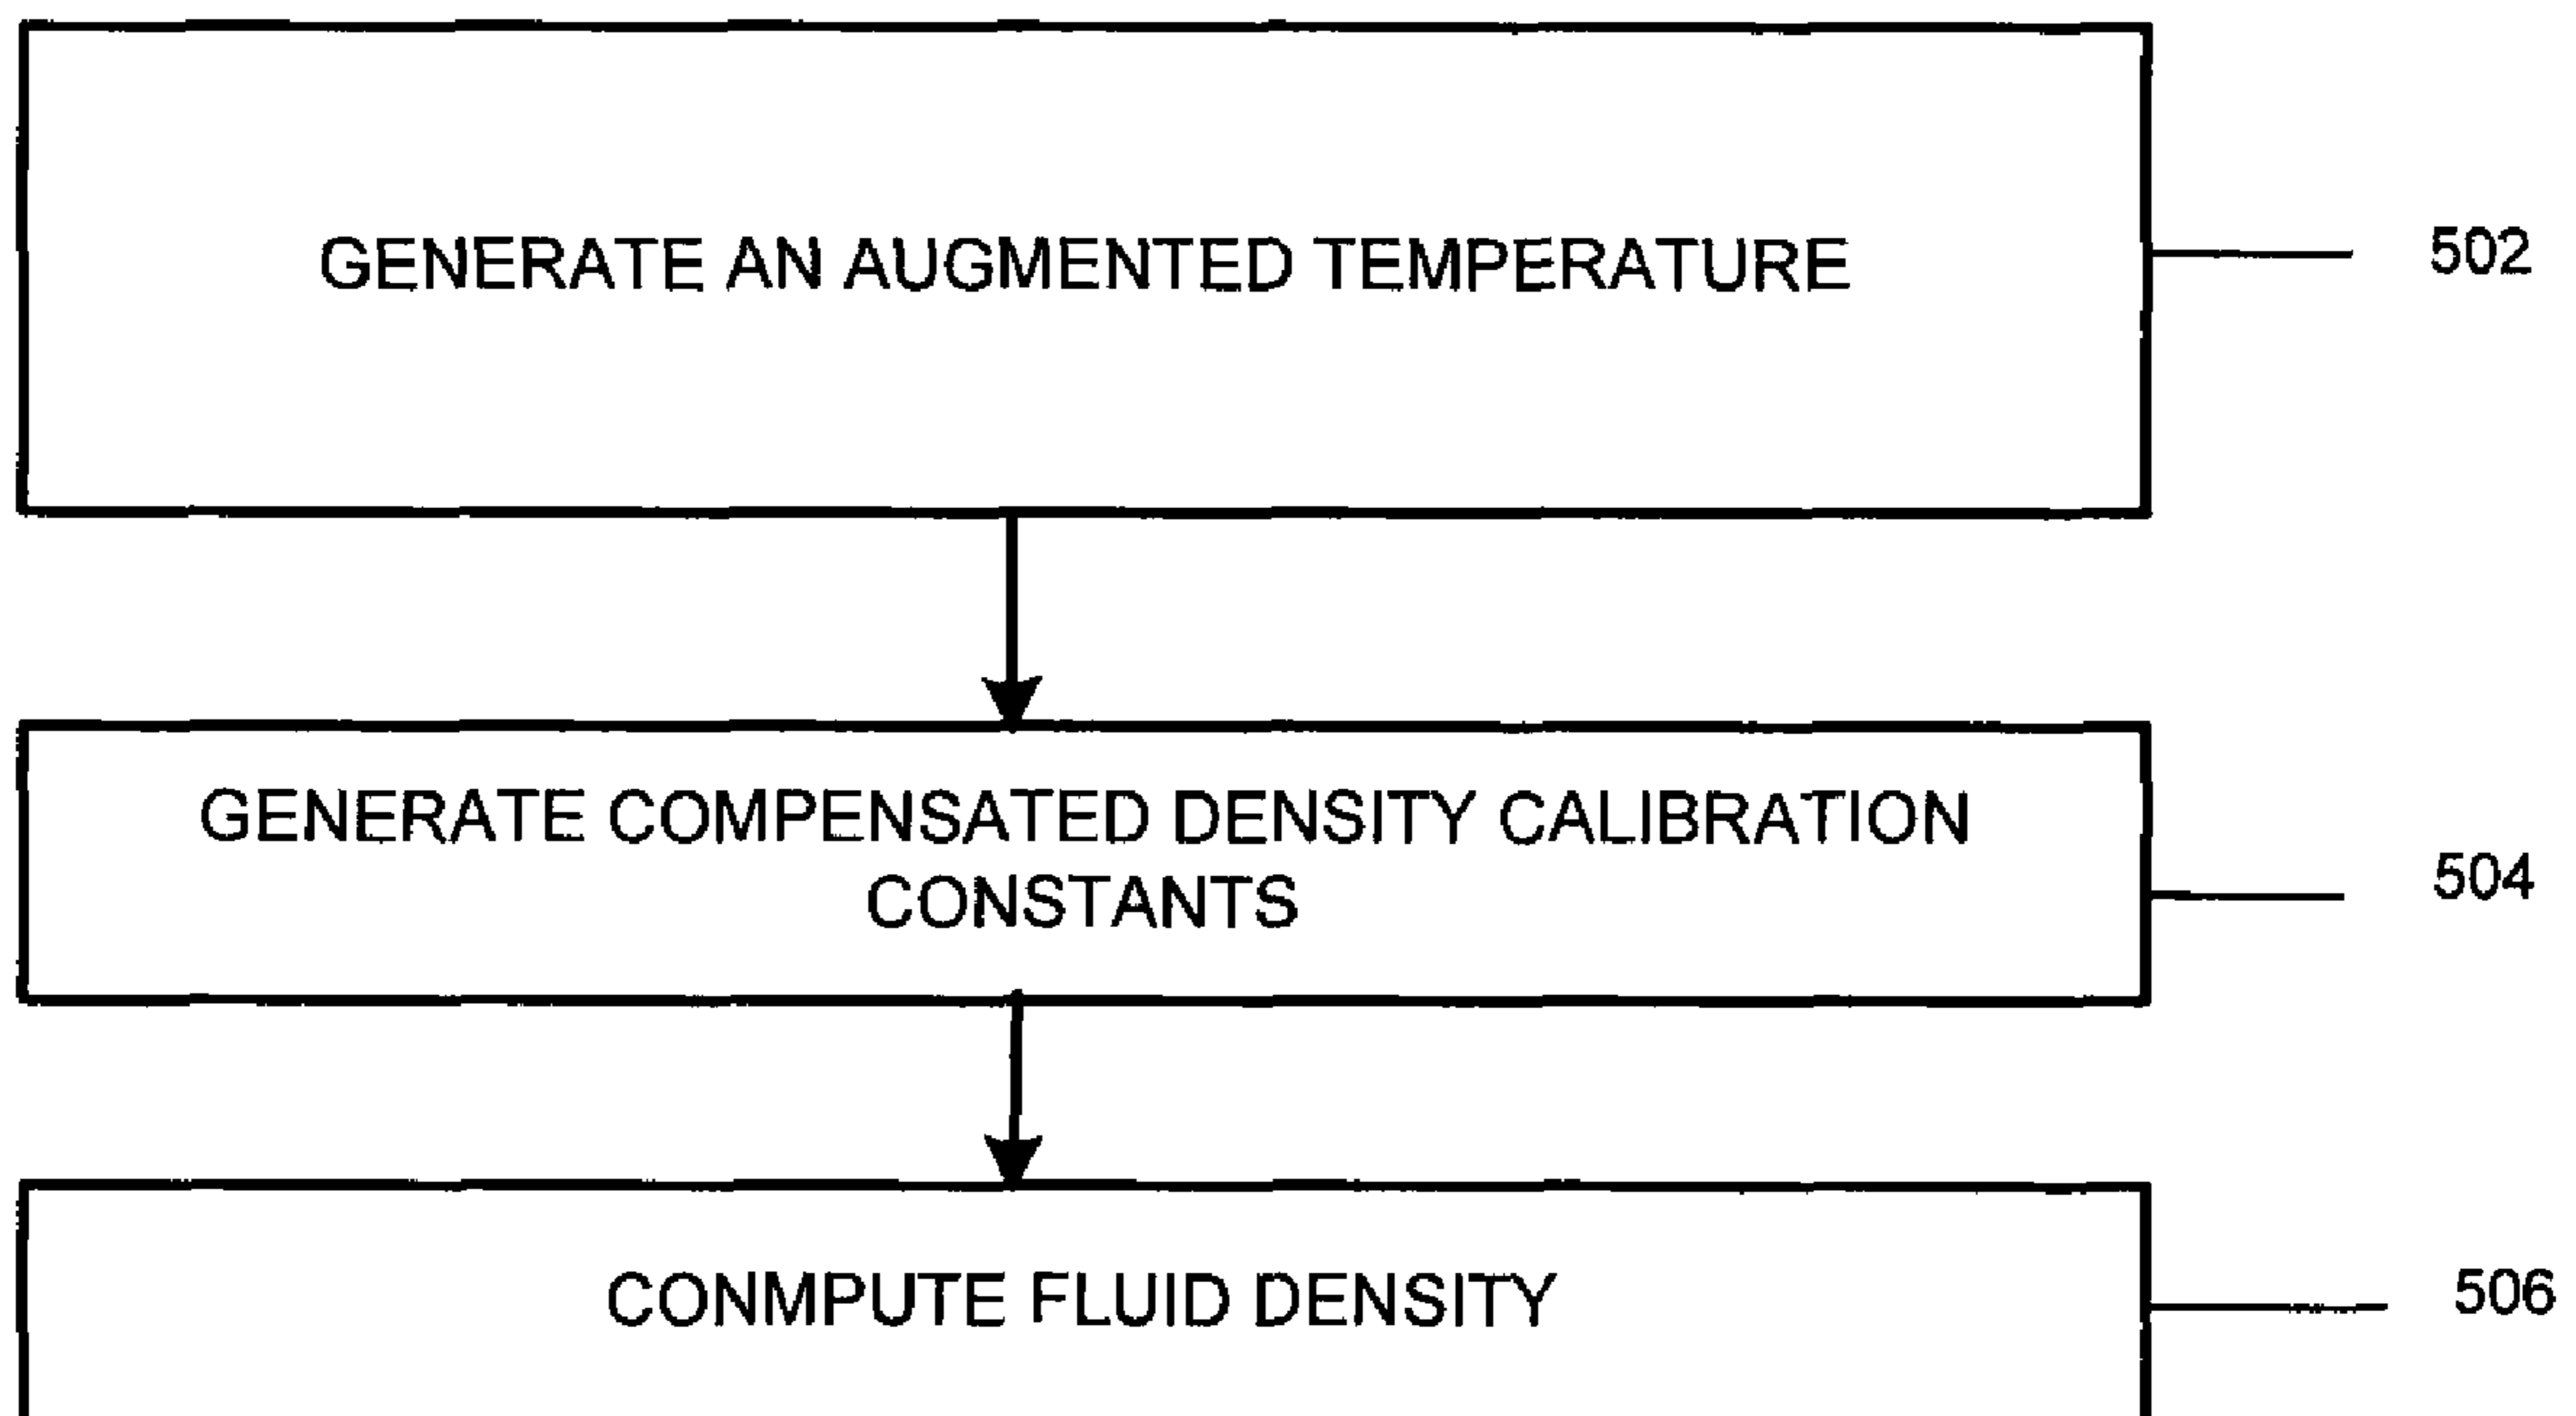 GENERATE AN AUGMENTED TEMPERATURE
502
GENERATE COMPENSATED DENSITY CALIBRATION
CONSTANTS
504
CONMPUTE FLUID DENSITY
506